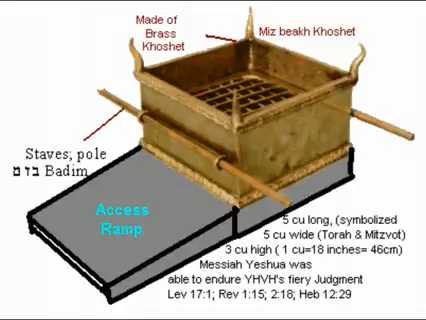 Made of
Brass
Khoshet
Miz beakh Khoshet
Staves; pole
Badim
Access
Ramp
5 cu long, (symbolized
5 cu wide (Torah & Mitzvot)
3 cu high ( 1 cu=18 inches= 46cm)
Messiah Yeshua was
able to endure YHVH's fiery Judgment
Lev 17:1; Rev 1:15; 2:18; Heb 12:29